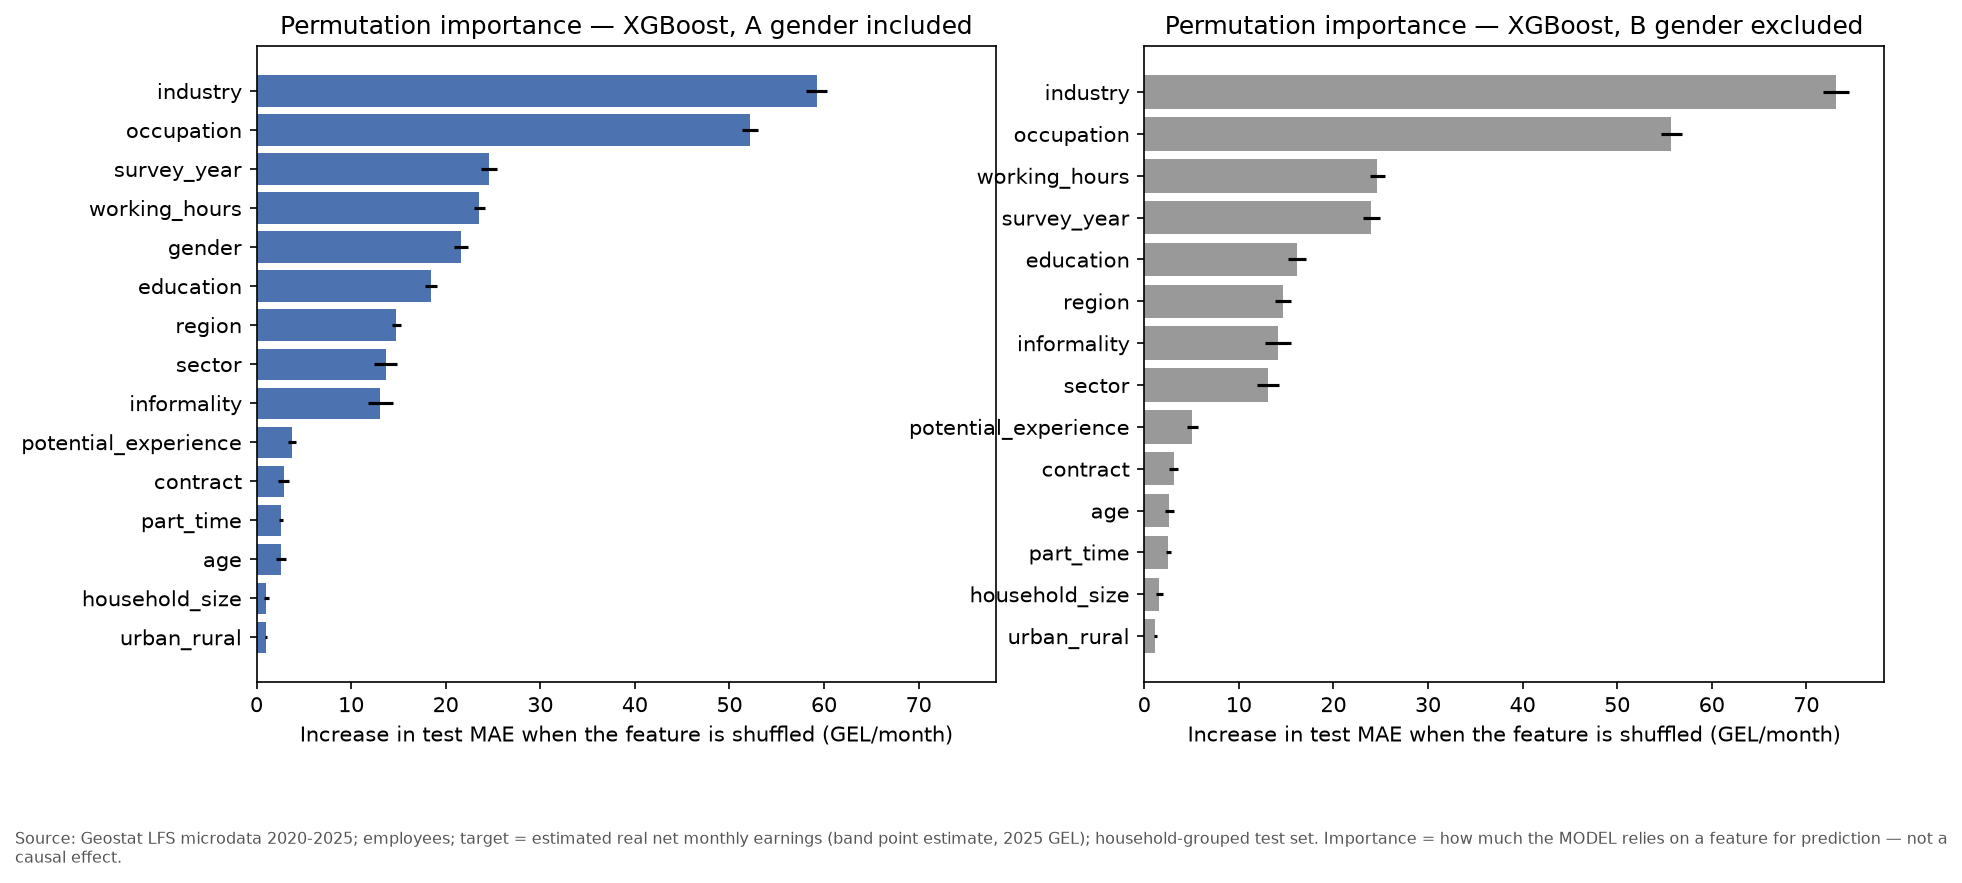 Permutation importance — XGBoost, A gender included
industry
occupation
survey_year
working_hours
gender
education
region
sector
informality
potential_experience
contract
part_time
age
household_size
urban_rural
0 10 20 30 40 50 60 70
Increase in test MAE when the feature is shuffled (GEL/month)
Permutation importance — XGBoost, B gender excluded
industry
occupation
working_hours
survey_year
education
region
informality
sector
potential_experience
contract
age
part_time
household_size
urban_rural
0 10 20 30 40 50 60 70
Increase in test MAE when the feature is shuffled (GEL/month)
Source: Geostat LFS microdata 2020-2025; employees; target = estimated real net monthly earnings (band point estimate, 2025 GEL); household-grouped test set. Importance = how much the MODEL relies on a feature for prediction — not a
causal effect.